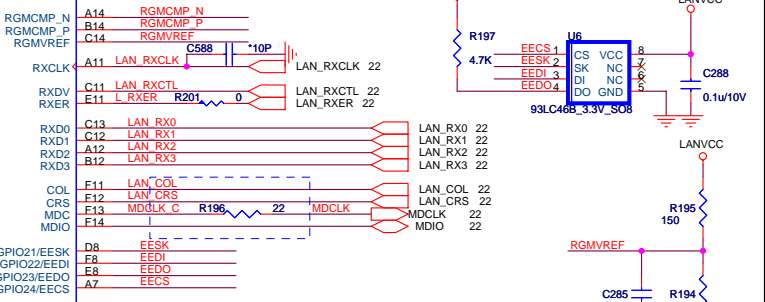 LANVCC
RGMCMP_N A14 RGMCMP_N
RGMCMP_P B14 RGMCMP_P
RGMVREF C14 RGMVREF
C588 *10P
RXCLK A11 LAN_RXCLK LAN_RXCLK 22
RXDV C11 LAN_RXCTL LAN_RXCTL 22
RXER E11 L_RXER R201 0 LAN_RXER 22
RXD0 C13 LAN_RX0 LAN_RX0 22
RXD1 C12 LAN_RX1 LAN_RX1 22
RXD2 A12 LAN_RX2 LAN_RX2 22
RXD3 B12 LAN_RX3 LAN_RX3 22
COL F11 LAN_COL LAN_COL 22
CRS F12 LAN_CRS LAN_CRS 22
MDC F13 MDCLK_C R196 22 MDCLK MDCLK 22
MDIO F14 MDIO 22
GPIO21/EESK D8 EESK
GPIO22/EEDI F8 EEDI
GPIO23/EEDO E8 EEDO
GPIO24/EECS A7 EECS
R197
4.7K
U6
EECS 1 CS VCC 8
EESK 2 SK NC 7
EEDI 3 DI NC 6
EEDO 4 DO GND 5
93LC46B_3.3V_SO8
C288
0.1u/10V
LANVCC
R195
150
RGMVREF
C285
R194